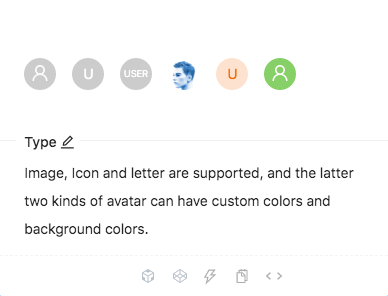 U USER U
Type
Image, Icon and letter are supported, and the latter
two kinds of avatar can have custom colors and
background colors.